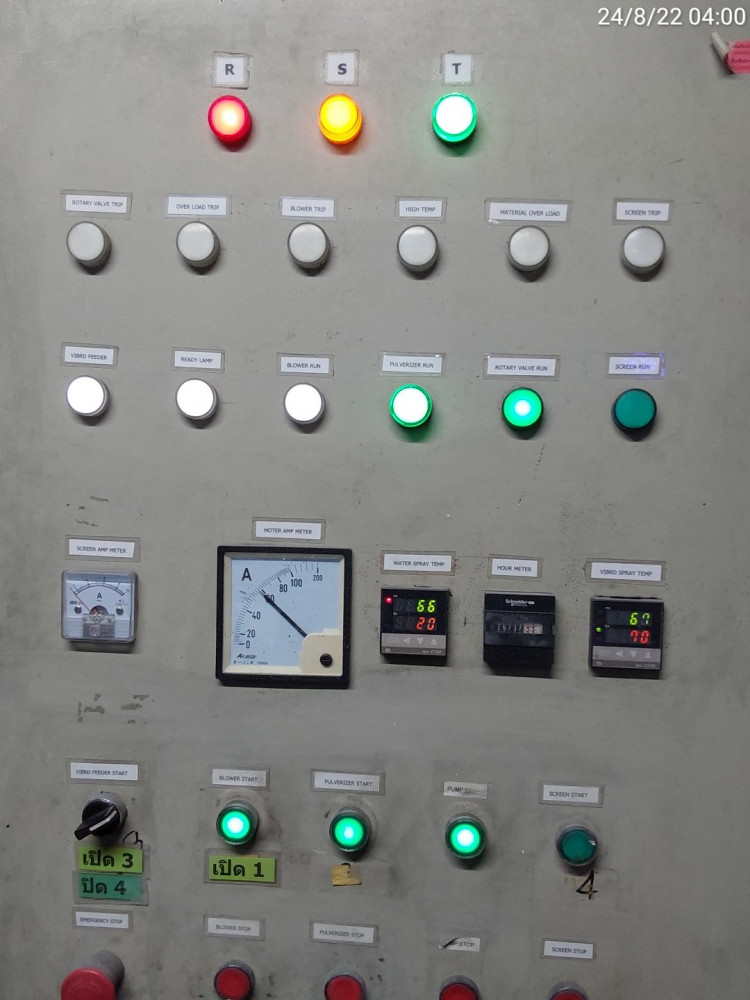 24/8/22 04:00
R S T
ROTARY VALVE TRIP
OVER LOAD TRIP
BLOWER TRIP
HIGH TEMP
MATERIAL OVER LOAD
SCREEN TRIP
VIBRO FEEDER
READY LAMP
BLOWER RUN
PULVERIZER RUN
ROTARY VALVE RUN
SCREEN RUN
SCREEN AMP METER
MOTER AMP METER
WATER SPRAY TEMP
HOUR METER
VIBRO SPRAY TEMP
A
A
0
20
40
80
100
200
66
20
Schneider
67
70
VIBRO FEEDER START
BLOWER START
PULVERIZER START
SCREEN START
เปิด 3
ปิด 4
เปิด 1
4
EMERGENCY STOP
BLOWER STOP
PULVERIZER STOP
STOP
SCREEN STOP